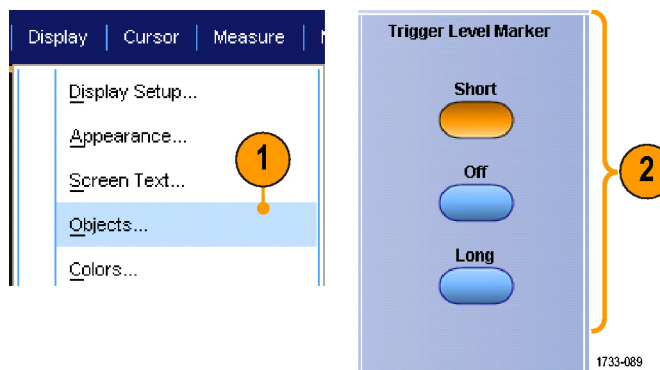 Display | Cursor | Measure |
Display Setup...
Appearance...
Screen Text...
Objects...
Colors...
1
Trigger Level Marker
Short
Off
Long
2
1733-089